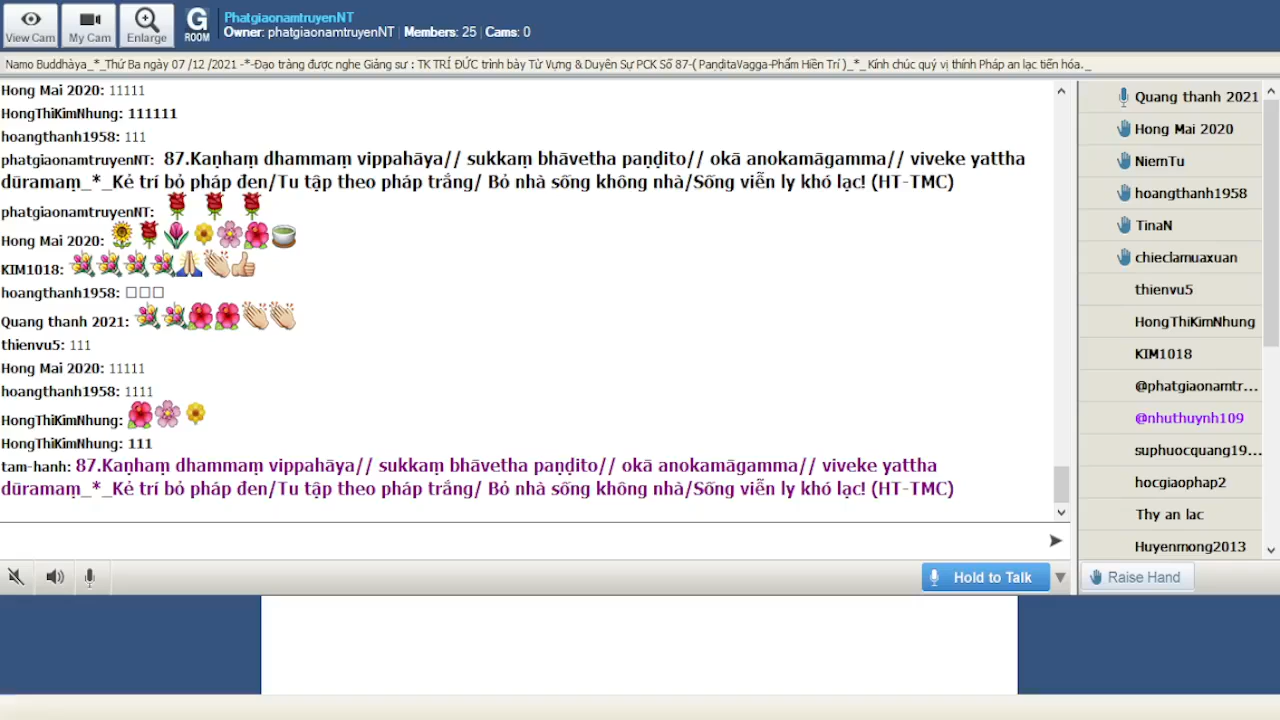 View Cam
My Cam
Enlarge
G
ROOM
PhatgiaonamtruyenNT
Owner: phatgiaonamtruyenNT | Members: 25 | Cams: 0
Namo Buddhàya_*_Thứ Ba ngày 07 /12 /2021 -*-Đạo tràng được nghe Giảng sư : TK TRÍ ĐỨC trình bày Từ Vựng & Duyên Sự PCK Số 87-( PaṇḍitaVagga-Phẩm Hiền Trí )_*_ Kính chúc quý vị thính Pháp an lạc tiến hóa._
Hong Mai 2020: 11111
HongThiKimNhung: 111111
hoangthanh1958: 111
phatgiaonamtruyenNT: 87.Kaṇhaṃ dhammaṃ vippahāya// sukkaṃ bhāvetha paṇḍito// okā anokamāgamma// viveke yattha
dūramaṃ_*_Kẻ trí bỏ pháp đen/Tu tập theo pháp trắng/ Bỏ nhà sống không nhà/Sống viễn ly khó lạc! (HT-TMC)
phatgiaonamtruyenNT:
Hong Mai 2020:
KIM1018:
hoangthanh1958:
Quang thanh 2021:
thienvu5: 111
Hong Mai 2020: 11111
hoangthanh1958: 1111
HongThiKimNhung:
HongThiKimNhung: 111
tam-hanh: 87.Kaṇhaṃ dhammaṃ vippahāya// sukkaṃ bhāvetha paṇḍito// okā anokamāgamma// viveke yattha
dūramaṃ_*_Kẻ trí bỏ pháp đen/Tu tập theo pháp trắng/ Bỏ nhà sống không nhà/Sống viễn ly khó lạc! (HT-TMC)
Hold to Talk
Quang thanh 2021
Hong Mai 2020
NiemTu
hoangthanh1958
TinaN
chieclamuaxuan
thienvu5
HongThiKimNhung
KIM1018
@phatgiaonamtr...
@nhuthuynh109
suphuocquang19...
hocgiaophap2
Thy an lac
Huyenmong2013
Raise Hand